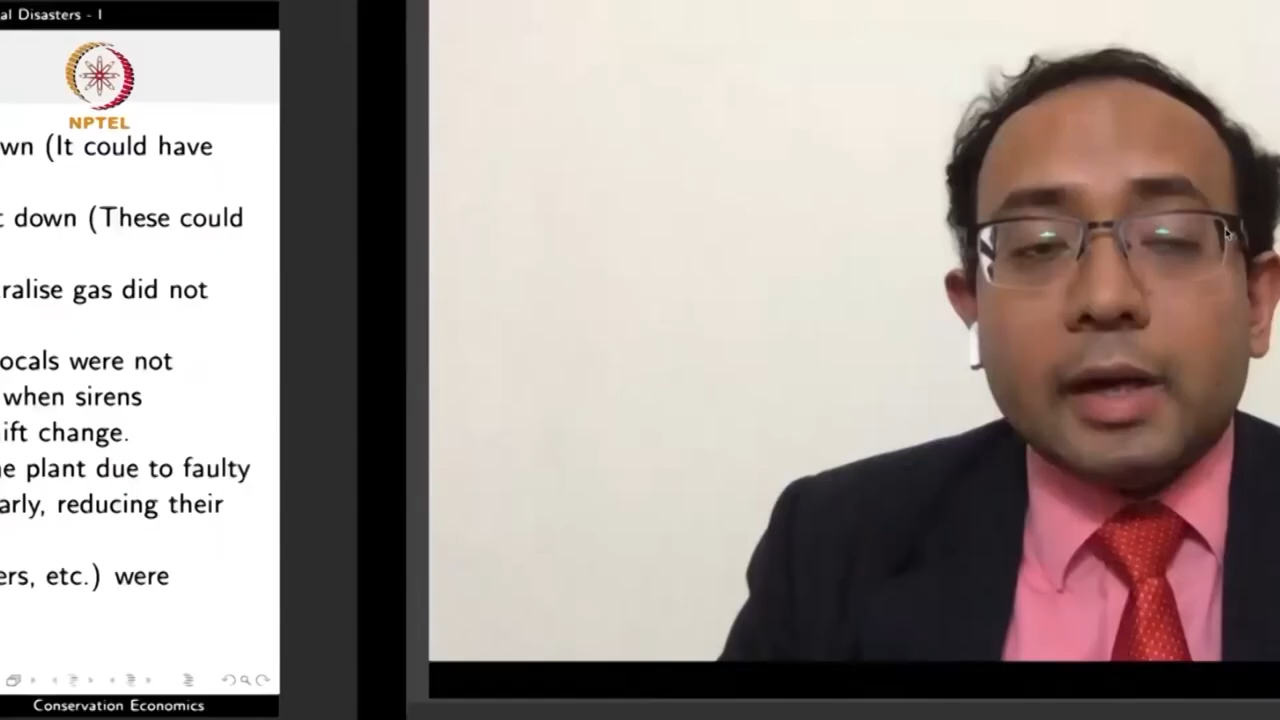 al Disasters - I
NPTEL
wn (It could have
t down (These could
ralise gas did not
ocals were not
when sirens
ift change.
e plant due to faulty
arly, reducing their
ers, etc.) were
Conservation Economics